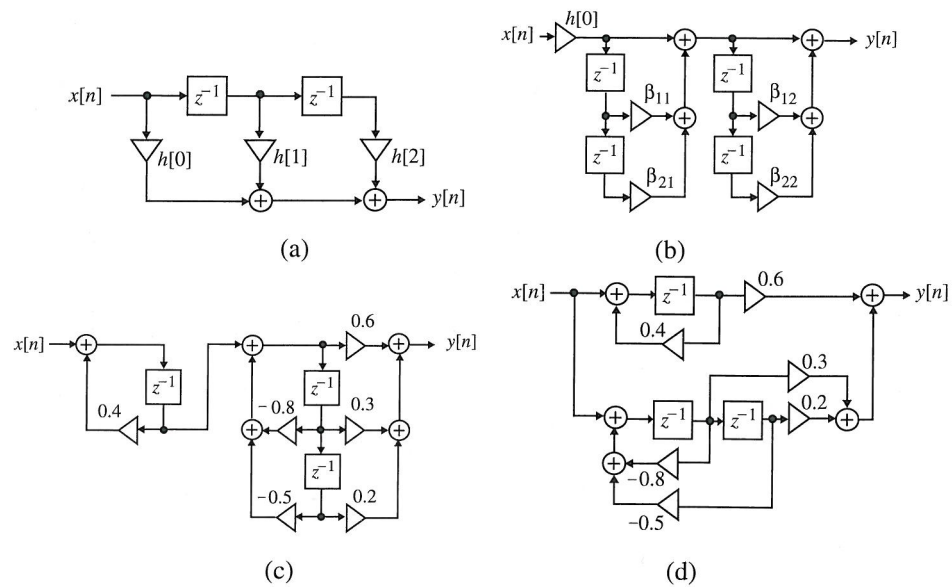 x[n] z⁻¹ z⁻¹
h[0] h[1] h[2]
y[n]
(a)
x[n] h[0] y[n]
z⁻¹ z⁻¹
β₁₁ β₁₂
z⁻¹ z⁻¹
β₂₁ β₂₂
(b)
x[n] 0.6 y[n]
z⁻¹ z⁻¹
0.4 −0.8 0.3
z⁻¹
−0.5 0.2
(c)
x[n] z⁻¹ 0.6 y[n]
0.4
0.3
z⁻¹ z⁻¹ 0.2
−0.8
−0.5
(d)